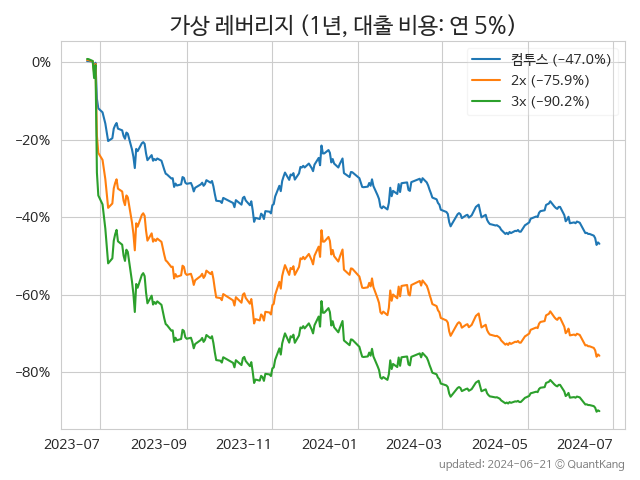 가상 레버리지 (1년, 대출 비용: 연 5%)
컴투스 (−47.0%)
2x (−75.9%)
3x (−90.2%)
0%
−20%
−40%
−60%
−80%
2023−07 2023−09 2023−11 2024−01 2024−03 2024−05 2024−07
updated: 2024−06−21 © QuantKang